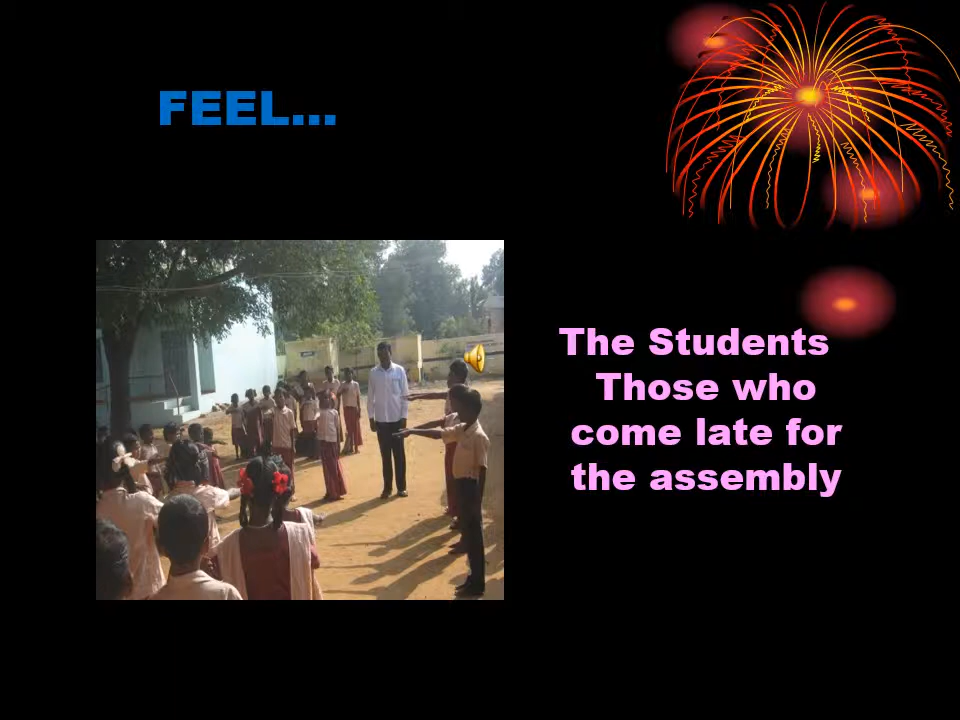 FEEL...
The Students
Those who
come late for
the assembly